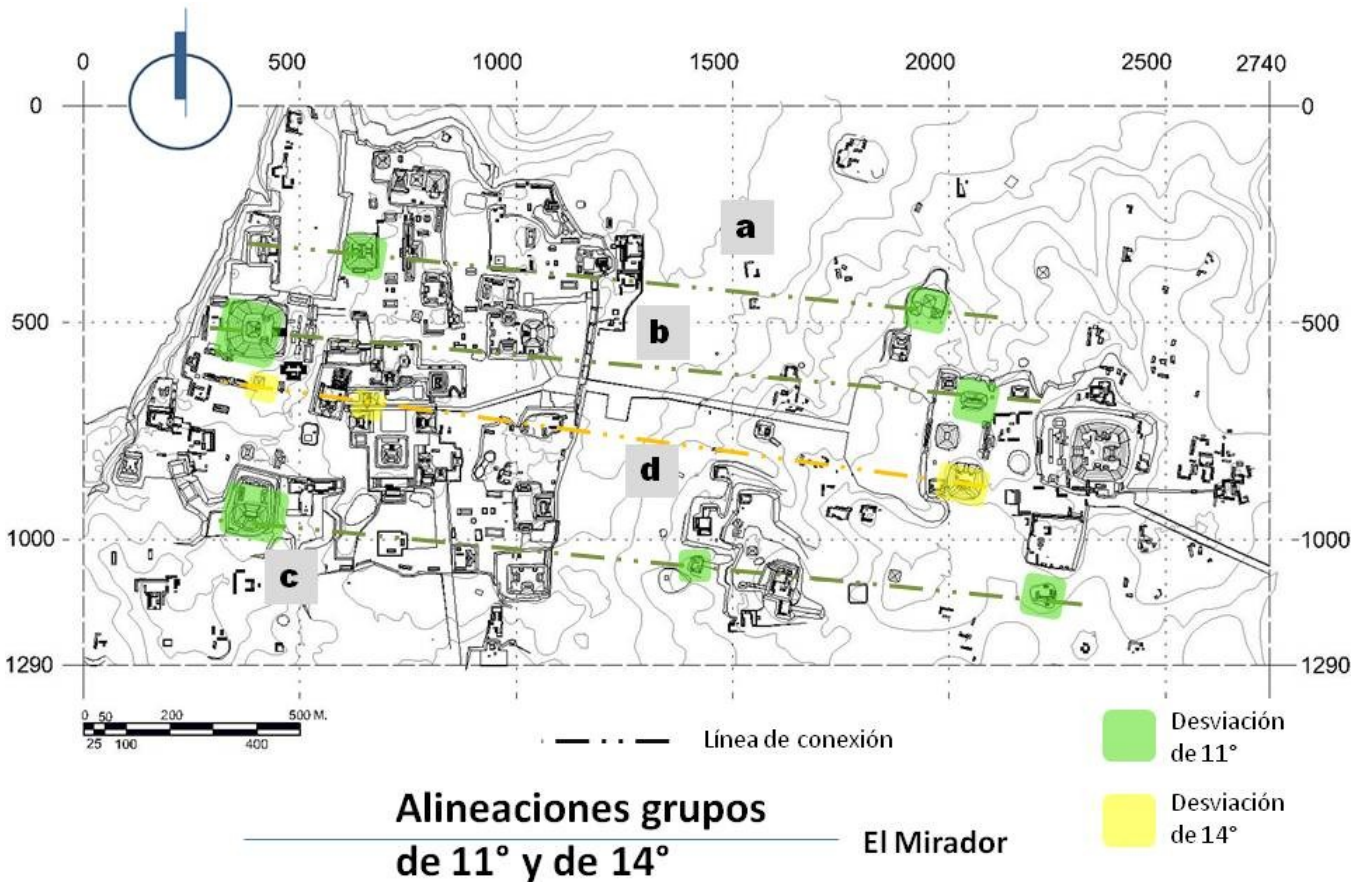 0 500 1000 1500 2000 2500 2740
0 0
a
b
500 500
d
1000 1000
c
1290 1290
0 50 200 500 M.
25 100 400
Línea de conexión
Desviación
de 11°
Desviación
de 14°
Alineaciones grupos
de 11° y de 14°
El Mirador